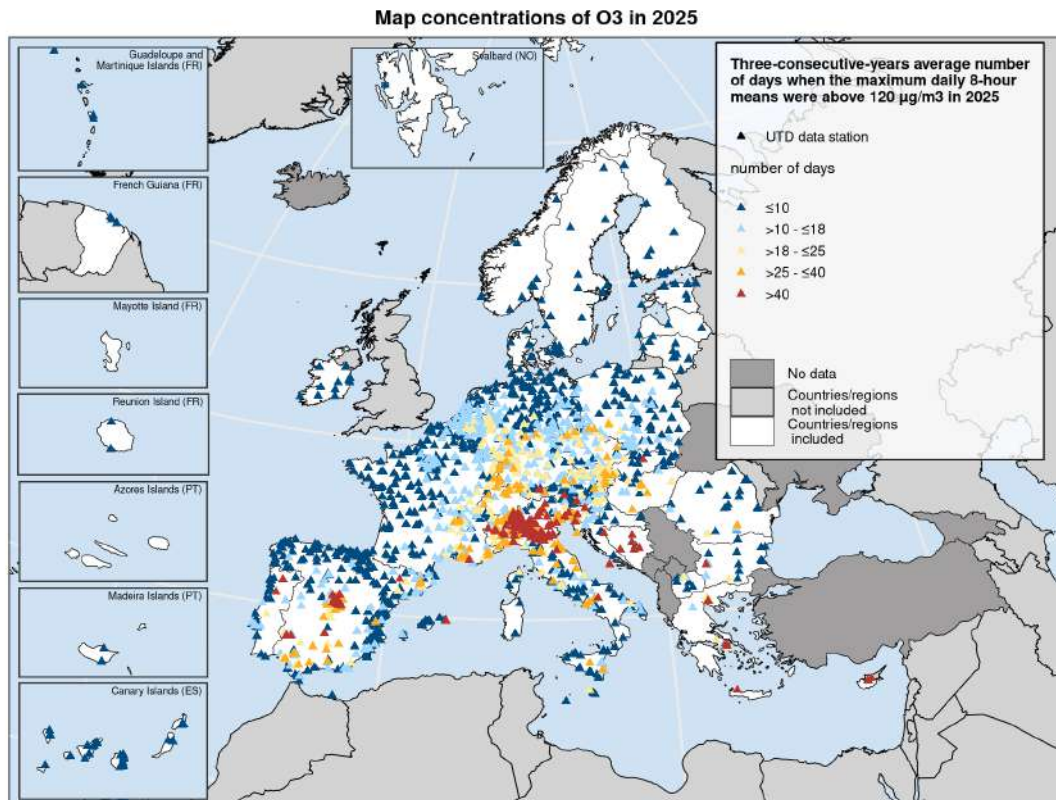 Map concentrations of O3 in 2025
Guadeloupe and
Martinique Islands (FR)
Svalbard (NO)
French Guiana (FR)
Mayotte Island (FR)
Reunion Island (FR)
Azores Islands (PT)
Madeira Islands (PT)
Canary Islands (ES)
Three-consecutive-years average number
of days when the maximum daily 8-hour
means were above 120 µg/m3 in 2025
UTD data station
number of days
≤10
>10 - ≤18
>18 - ≤25
>25 - ≤40
>40
No data
Countries/regions
not included
Countries/regions
included